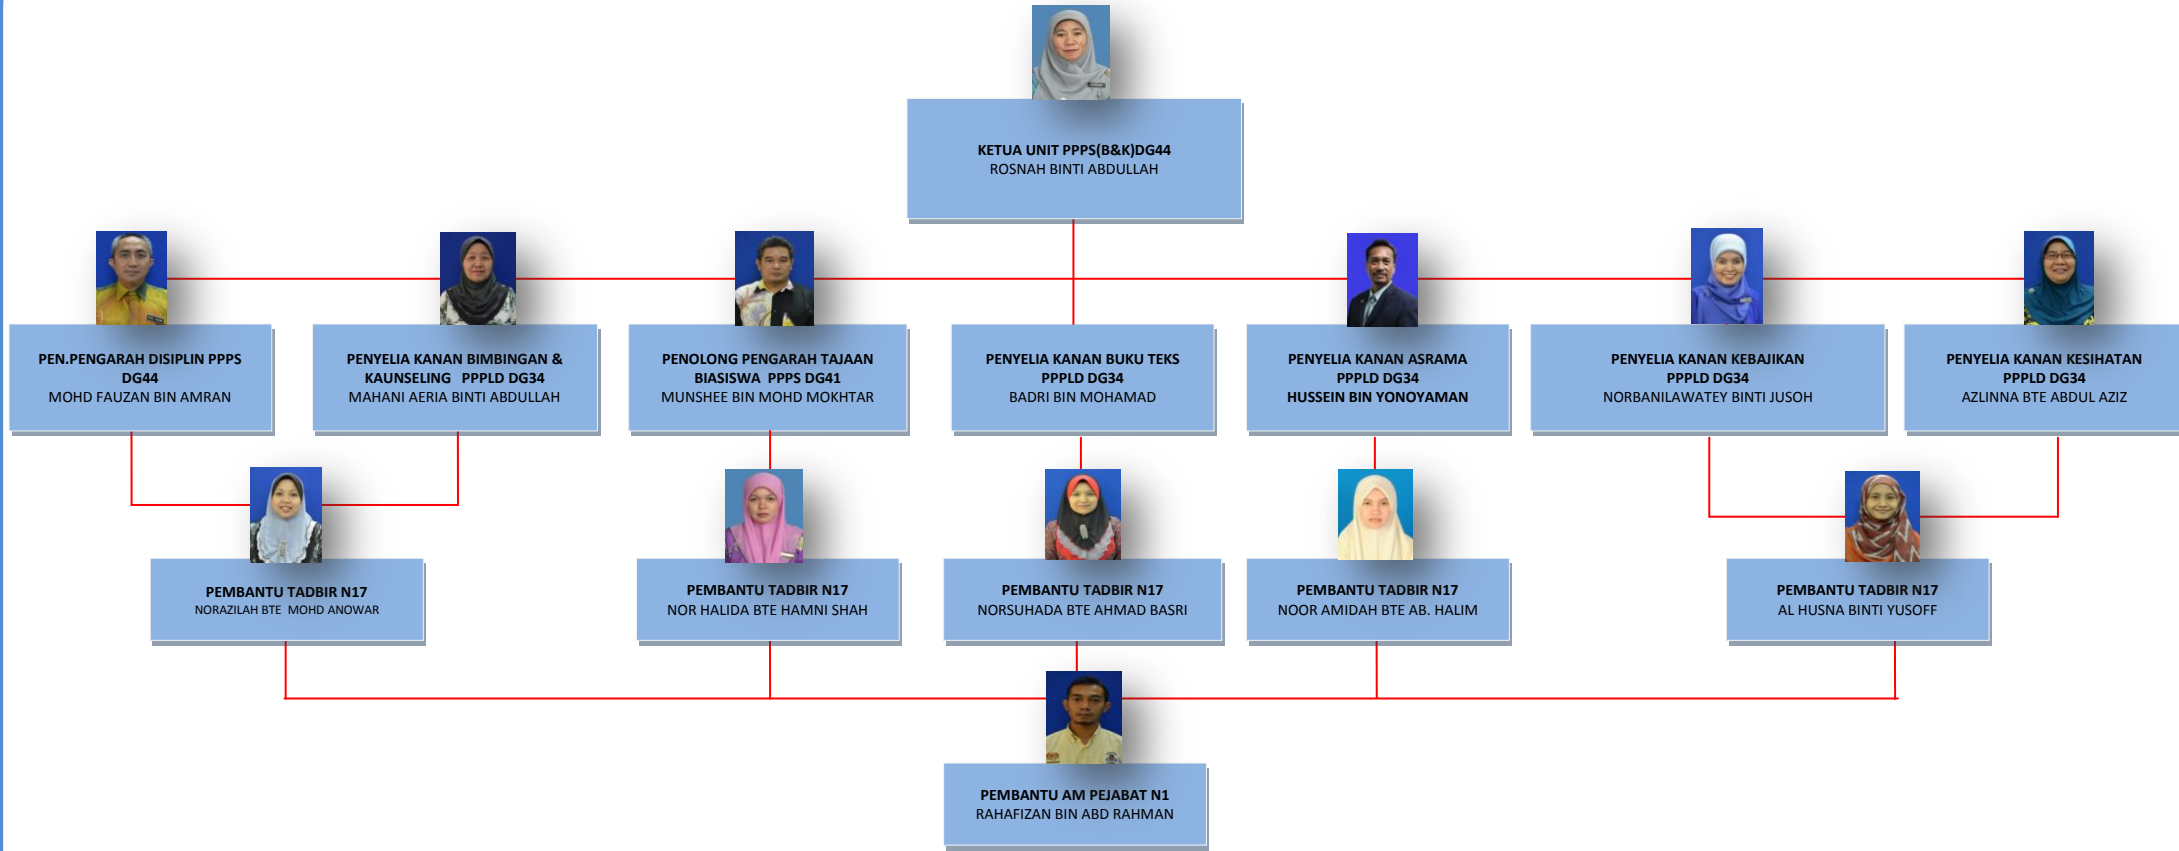 KETUA UNIT PPPS(B&K)DG44
ROSNAH BINTI ABDULLAH
PEN.PENGARAH DISIPLIN PPPS
DG44
MOHD FAUZAN BIN AMRAN
PENYELIA KANAN BIMBINGAN &
KAUNSELING PPPLD DG34
MAHANI AERIA BINTI ABDULLAH
PENOLONG PENGARAH TAJAAN
BIASISWA PPPS DG41
MUNSHEE BIN MOHD MOKHTAR
PENYELIA KANAN BUKU TEKS
PPPLD DG34
BADRI BIN MOHAMAD
PENYELIA KANAN ASRAMA
PPPLD DG34
HUSSEIN BIN YONOYAMAN
PENYELIA KANAN KEBAJIKAN
PPPLD DG34
NORBANILAWATEY BINTI JUSOH
PENYELIA KANAN KESIHATAN
PPPLD DG34
AZLINNA BTE ABDUL AZIZ
PEMBANTU TADBIR N17
NORAZILAH BTE MOHD ANOWAR
PEMBANTU TADBIR N17
NOR HALIDA BTE HAMNI SHAH
PEMBANTU TADBIR N17
NORSUHADA BTE AHMAD BASRI
PEMBANTU TADBIR N17
NOOR AMIDAH BTE AB. HALIM
PEMBANTU TADBIR N17
AL HUSNA BINTI YUSOFF
PEMBANTU AM PEJABAT N1
RAHAFIZAN BIN ABD RAHMAN